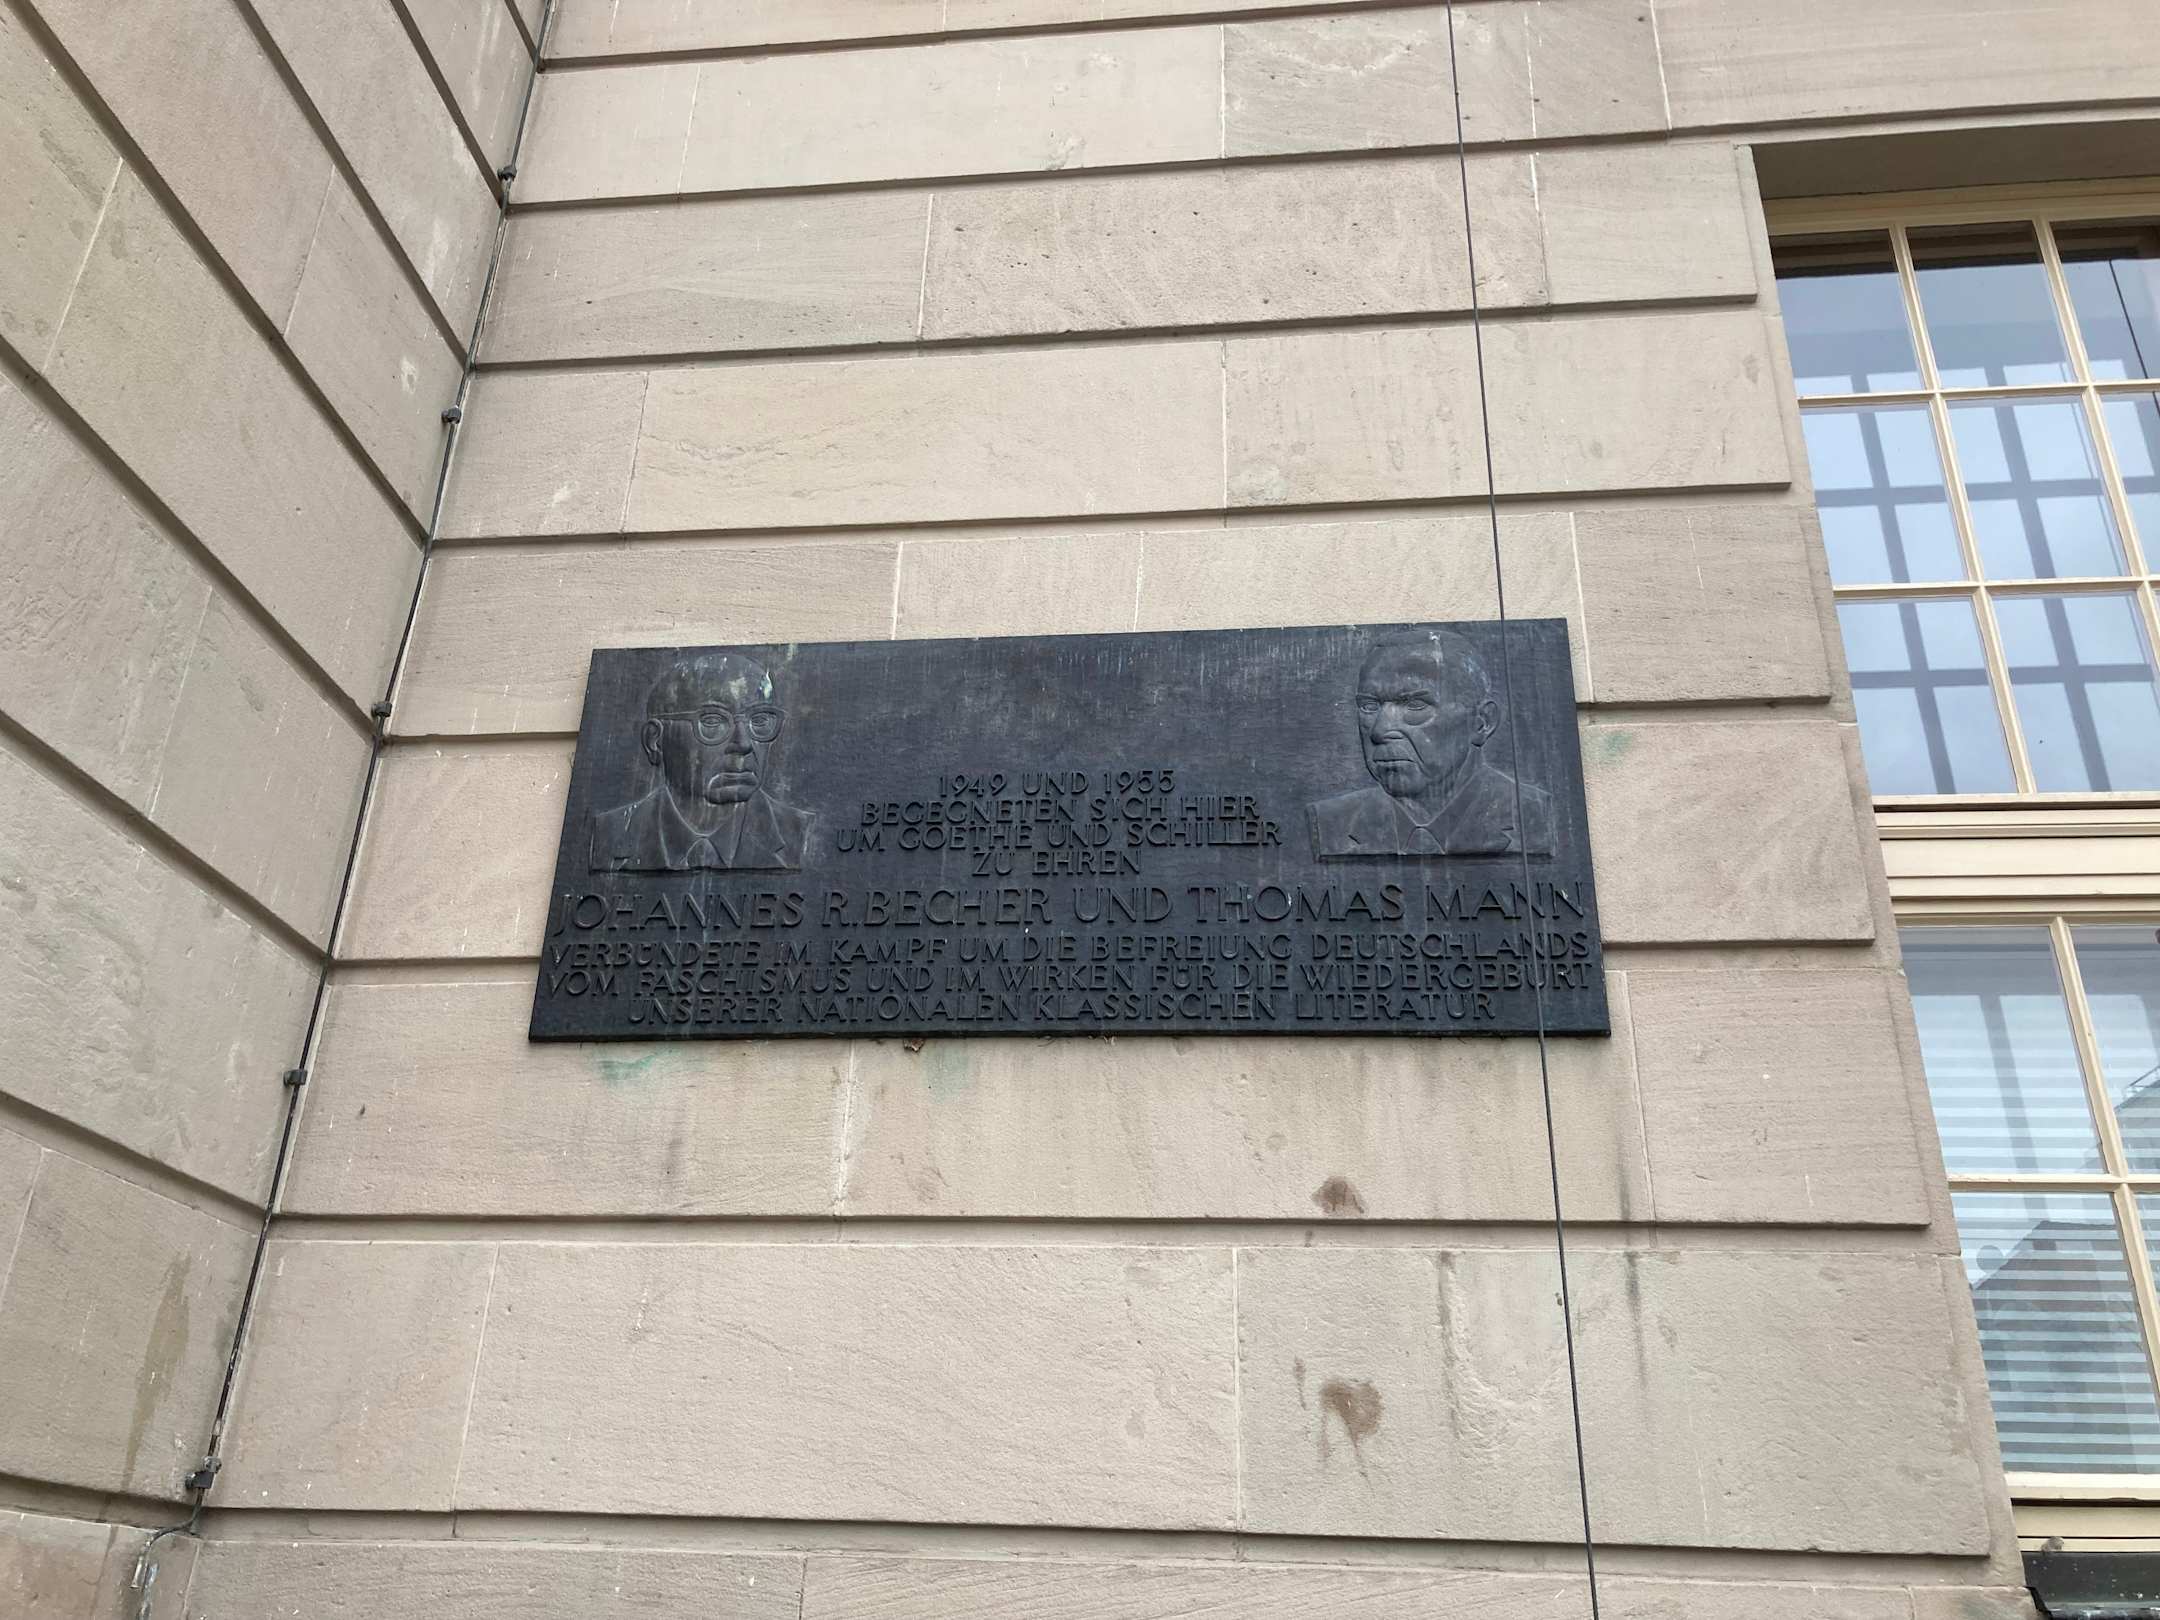 1949 UND 1955
BEGEGNETEN SICH HIER
UM GOETHE UND SCHILLER
ZU EHREN
JOHANNES R. BECHER UND THOMAS MANN
VERBÜNDETE IM KAMPF UM DIE BEFREIUNG DEUTSCHLANDS
VOM FASCHISMUS UND IM WIRKEN FÜR DIE WIEDERGEBURT
UNSERER NATIONALEN KLASSISCHEN LITERATUR